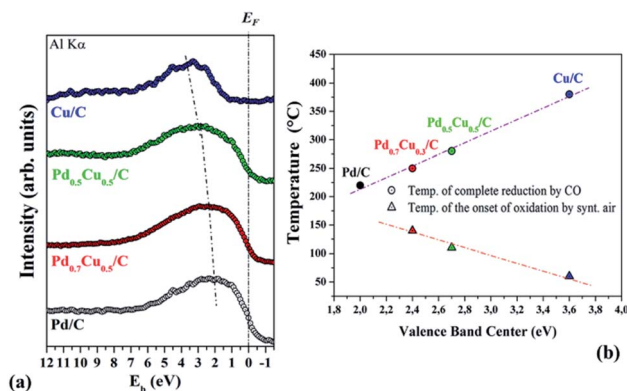 E_F
Al Kα
Cu/C
Pd₀.₅Cu₀.₅/C
Pd₀.₇Cu₀.₅/C
Pd/C
Intensity (arb. units)
12 11 10 9 8 7 6 5 4 3 2 1 0 -1
E_b (eV)
(a)
450
400
350
300
250
200
150
100
50
Temperature (°C)
Cu/C
Pd₀.₅Cu₀.₅/C
Pd₀.₇Cu₀.₃/C
Pd/C
Temp. of complete reduction by CO
Temp. of the onset of oxidation by synt. air
2,0 2,2 2,4 2,6 2,8 3,0 3,2 3,4 3,6 3,8 4,0
Valence Band Center (eV)
(b)